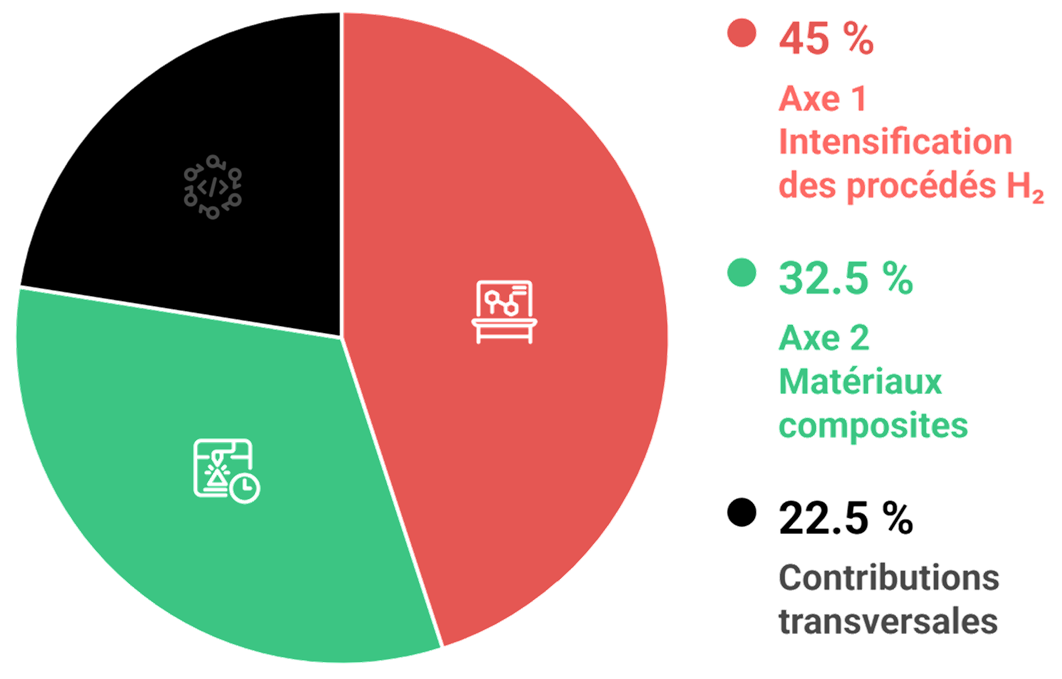 45 %
Axe 1
Intensification
des procédés H₂
32.5 %
Axe 2
Matériaux
composites
22.5 %
Contributions
transversales